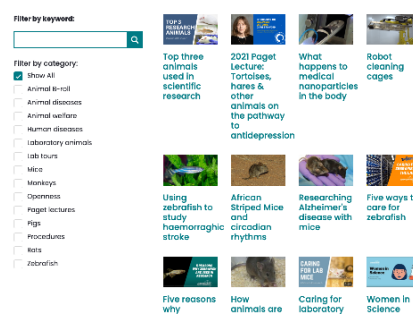 Filter by keyword:
Filter by category:
Show All
Animal B-roll
Animal diseases
Animal welfare
Human diseases
Laboratory animals
Lab tours
Mice
Monkeys
Openness
Paget lectures
Pigs
Procedures
Rats
Zebrafish
TOP 3
RESEARCH
ANIMALS
Top three
animals
used in
scientific
research
2021 Paget
Lecture:
Tortoises,
hares &
other
animals on
the pathway
to
antidepression
What
happens to
medical
nanoparticles
in the body
Robot
cleaning
cages
Using
zebrafish to
study
haemorraghic
stroke
African
Striped Mice
and
circadian
rhythms
Researching
Alzheimer's
disease with
mice
Five ways t
care for
zebrafish
Five reasons
why
How
animals are
CARING
FOR LAB
MICE
Caring for
laboratory
Women in
Science
Women in
Science